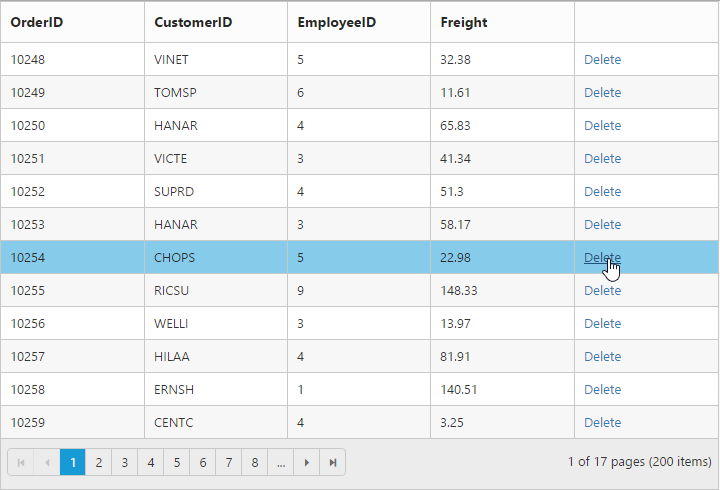 OrderID CustomerID EmployeeID Freight
10248 VINET 5 32.38 Delete
10249 TOMSP 6 11.61 Delete
10250 HANAR 4 65.83 Delete
10251 VICTE 3 41.34 Delete
10252 SUPRD 4 51.3 Delete
10253 HANAR 3 58.17 Delete
10254 CHOPS 5 22.98 Delete
10255 RICSU 9 148.33 Delete
10256 WELLI 3 13.97 Delete
10257 HILAA 4 81.91 Delete
10258 ERNSH 1 140.51 Delete
10259 CENTC 4 3.25 Delete
1 2 3 4 5 6 7 8 ... 1 of 17 pages (200 items)